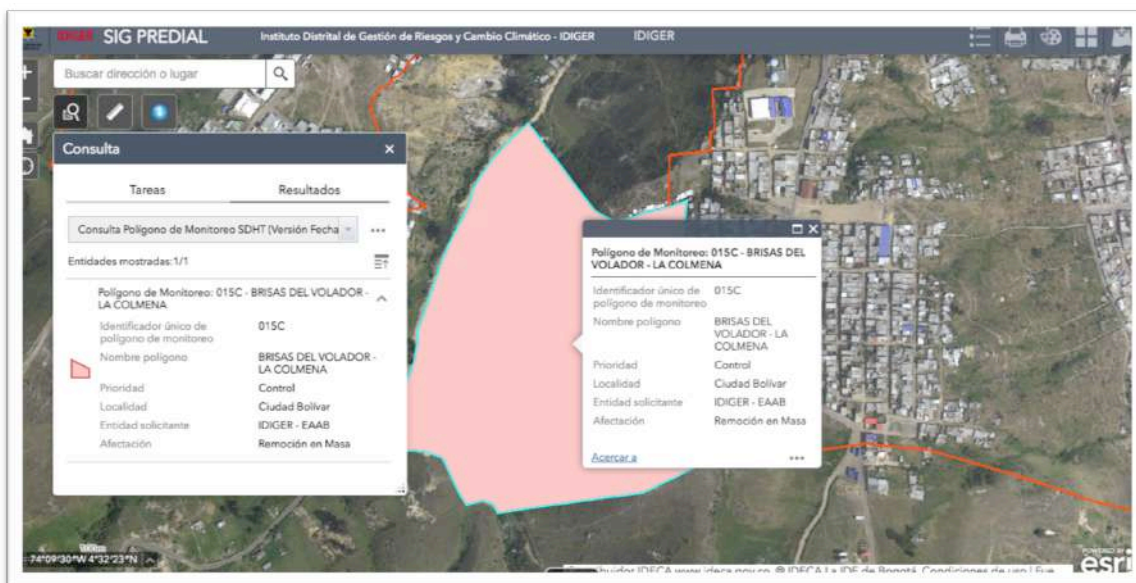 IDIGER SIG PREDIAL Instituto Distrital de Gestión de Riesgos y Cambio Climático - IDIGER IDIGER
Buscar dirección o lugar
Consulta
Tareas Resultados
Consulta Polígono de Monitoreo SDHT (Versión Fecha
Entidades mostradas:1/1
Polígono de Monitoreo: 015C - BRISAS DEL VOLADOR -
LA COLMENA
Identificador único de 015C
polígono de monitoreo
Nombre polígono BRISAS DEL VOLADOR -
LA COLMENA
Prioridad Control
Localidad Ciudad Bolívar
Entidad solicitante IDIGER - EAAB
Afectación Remoción en Masa
Polígono de Monitoreo: 015C - BRISAS DEL
VOLADOR - LA COLMENA
Identificador único de 015C
polígono de monitoreo
Nombre polígono BRISAS DEL
VOLADOR - LA
COLMENA
Prioridad Control
Localidad Ciudad Bolívar
Entidad solicitante IDIGER - EAAB
Afectación Remoción en Masa
Acercar a
74°09'30"W 4°32'23"N
IDECA www.ideca.gov.co © IDECA La IDE de Bogotá. Condiciones de uso
POWERED BY
esri